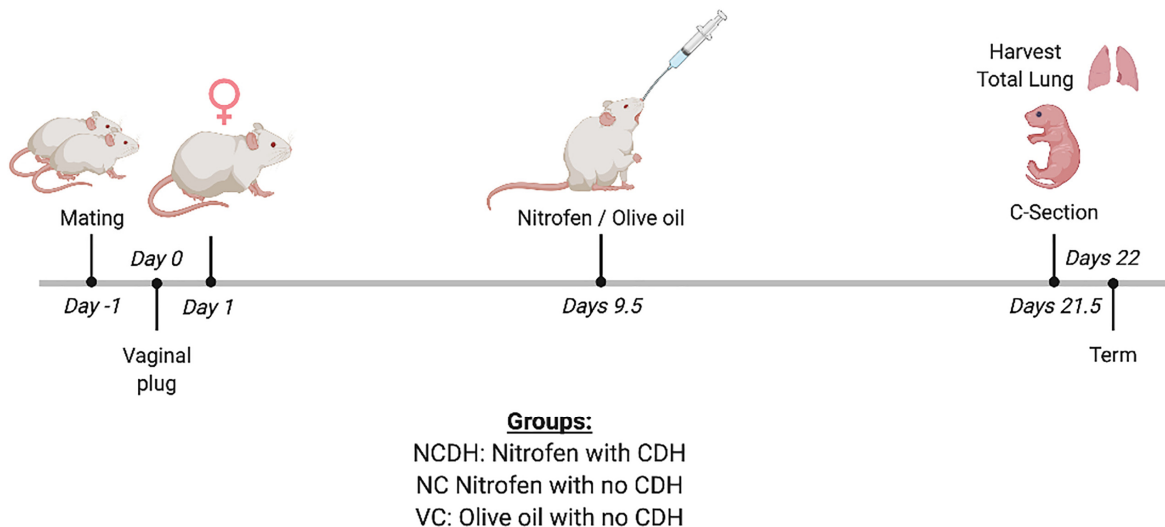 Harvest
Total Lung
Mating
Nitrofen / Olive oil
C-Section
Day 0
Days 22
Day -1
Day 1
Days 9.5
Days 21.5
Vaginal
plug
Term
Groups:
NCDH: Nitrofen with CDH
NC Nitrofen with no CDH
VC: Olive oil with no CDH